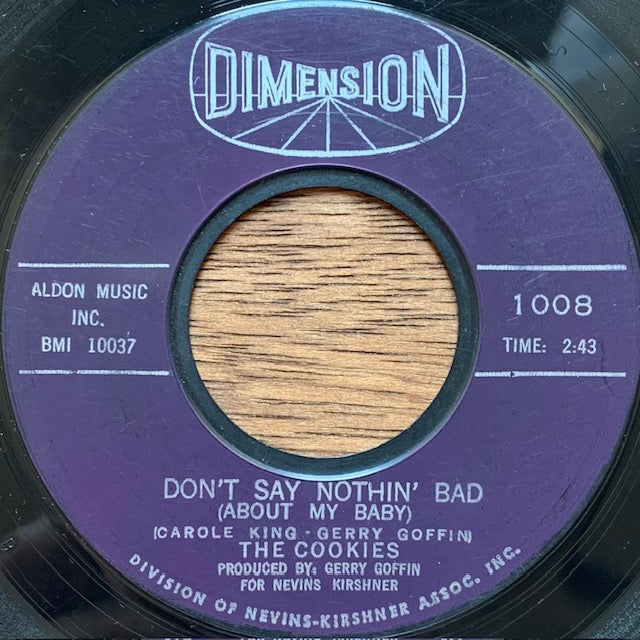 DIMENSION
ALDON MUSIC
INC.
BMI 10037
1008
TIME: 2:43
DON'T SAY NOTHIN' BAD
(ABOUT MY BABY)
(CAROLE KING - GERRY GOFFIN)
THE COOKIES
PRODUCED BY: GERRY GOFFIN
FOR NEVINS KIRSHNER
DIVISION OF NEVINS-KIRSHNER ASSOC. INC.